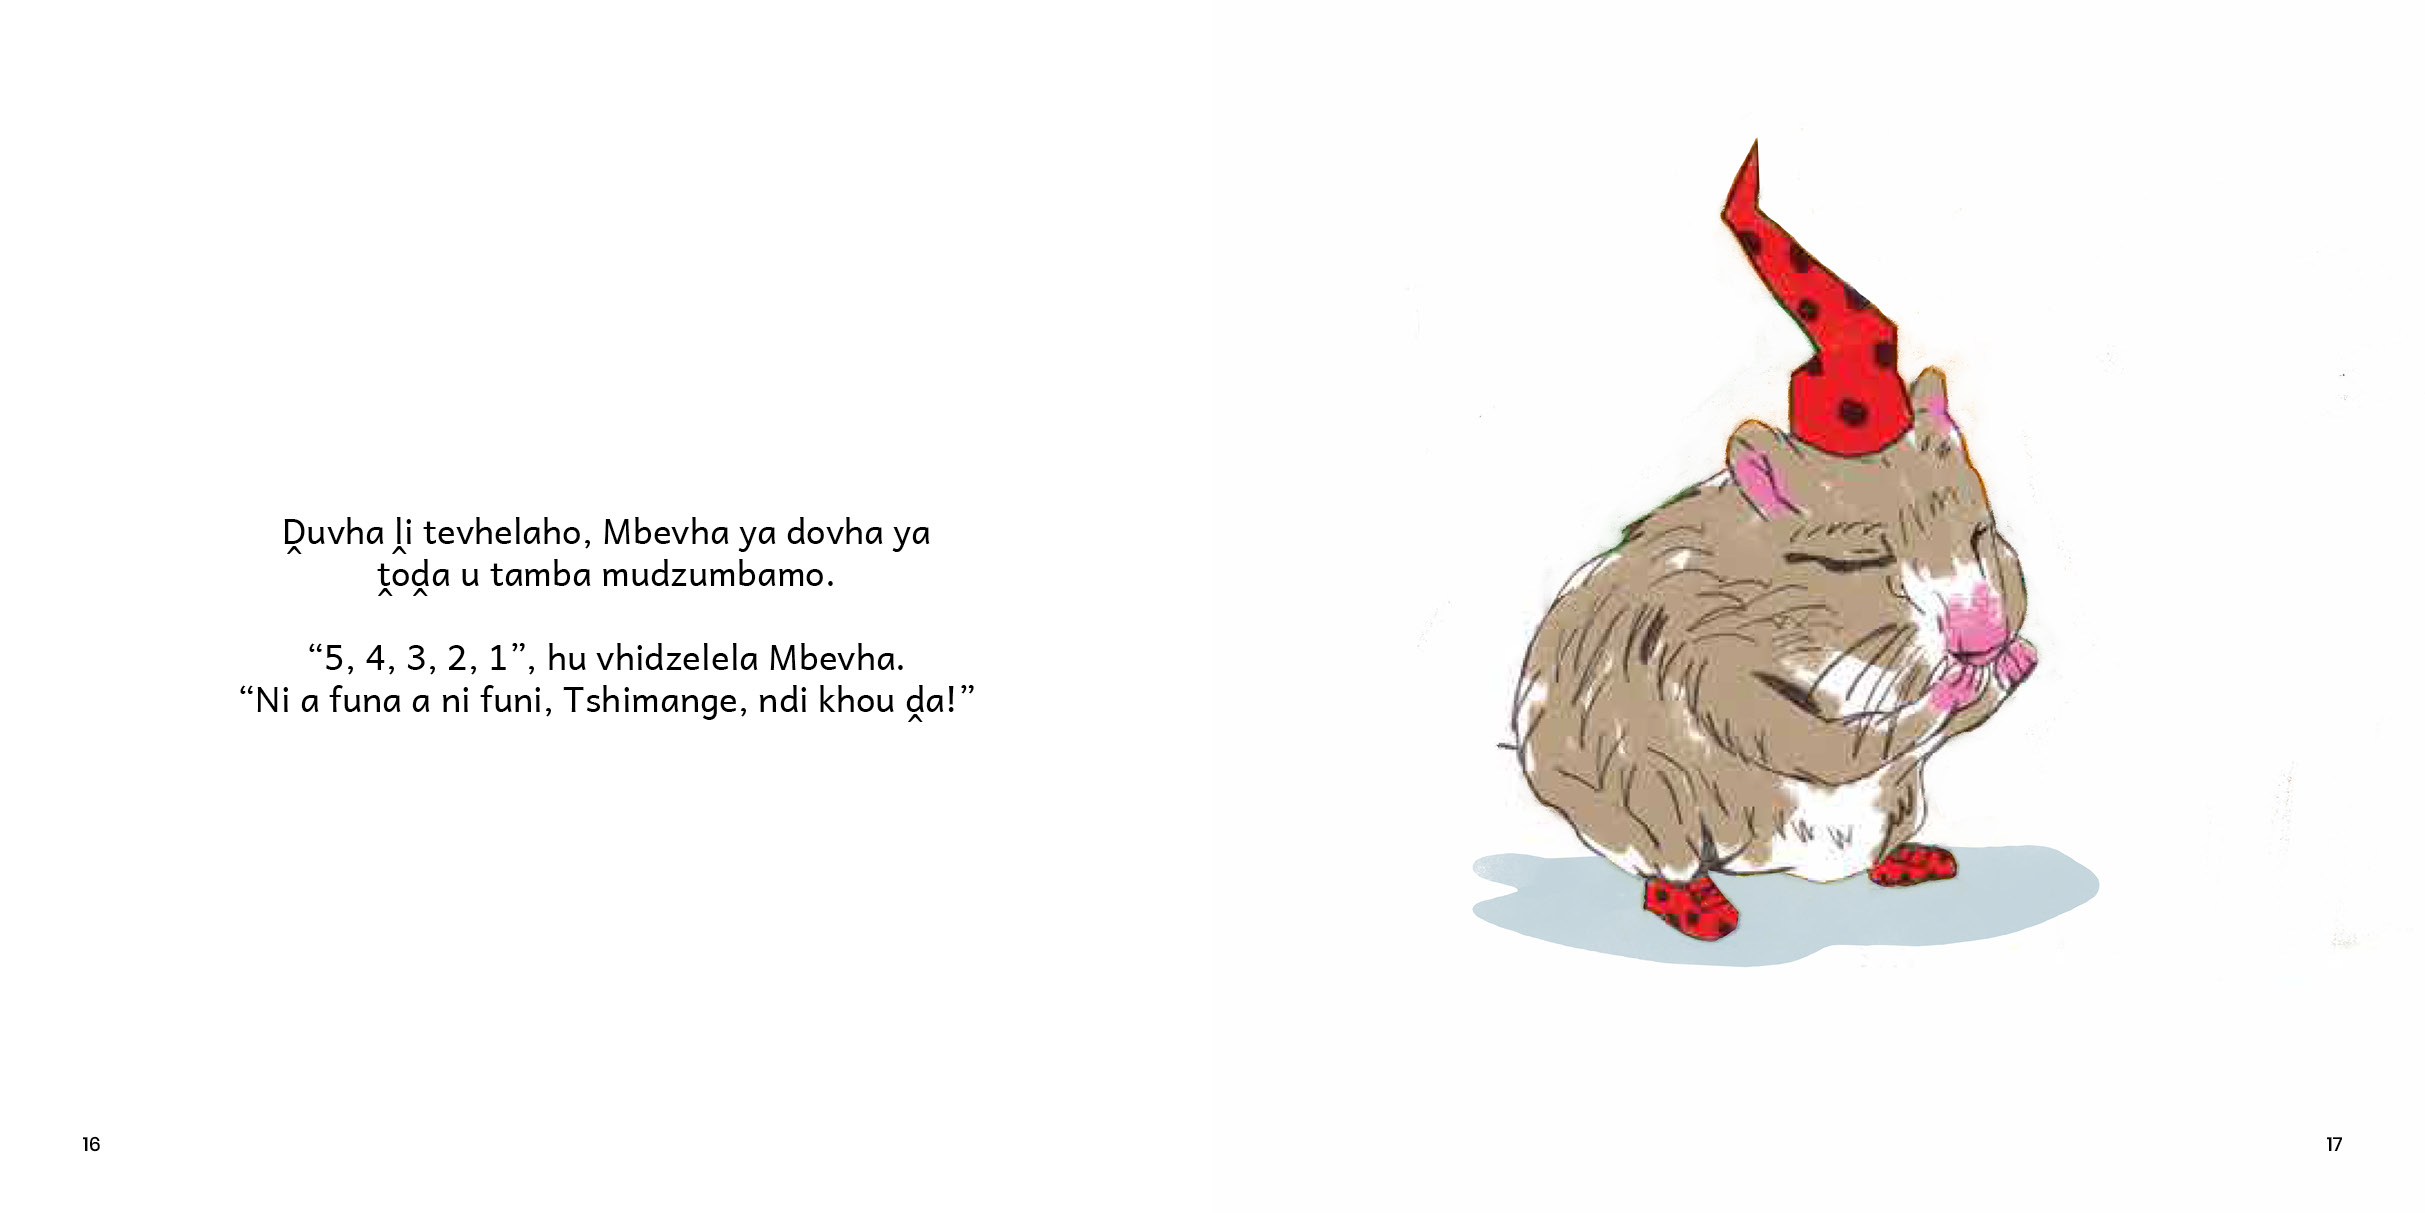 Ḓuvha ḽi tevhelaho, Mbevha ya dovha ya
ṱoḓa u tamba mudzumbamo.
“5, 4, 3, 2, 1”, hu vhidzelela Mbevha.
“Ni a funa a ni funi, Tshimange, ndi khou ḓa!”
16
17